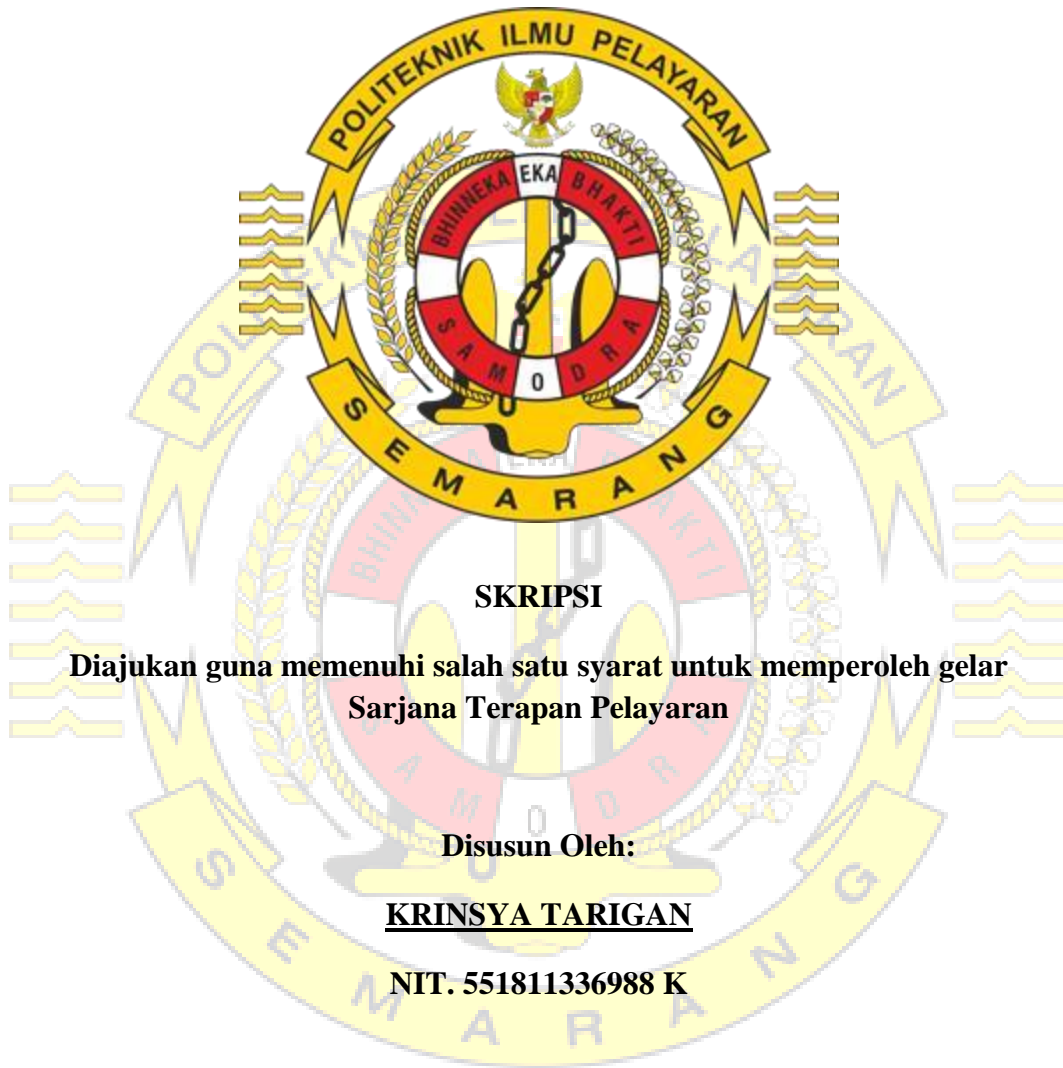 POLITEKNIK ILMU PELAYARAN
BHINNEKA EKA BHAKTI
SAMODRA
SEMARANG
SKRIPSI
Diajukan guna memenuhi salah satu syarat untuk memperoleh gelar
Sarjana Terapan Pelayaran
Disusun Oleh:
KRINSYA TARIGAN
NIT. 551811336988 K